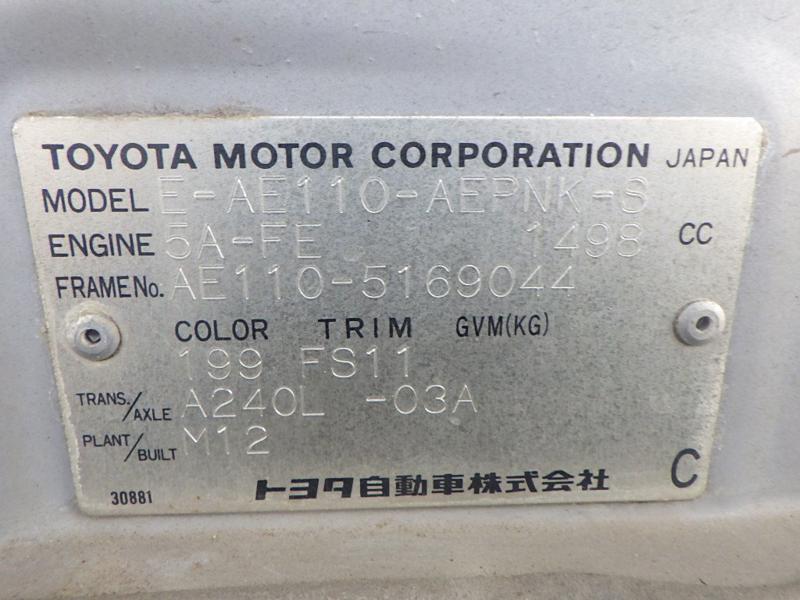 TOYOTA MOTOR CORPORATION JAPAN
MODEL E-AE110-AEPNK-S
ENGINE 5A-FE 1498 CC
FRAME No. AE110-5169044
COLOR TRIM GVM(KG)
199 FS11
TRANS./AXLE A240L -03A
PLANT/BUILT M12
30881 トヨタ自動車株式会社 C